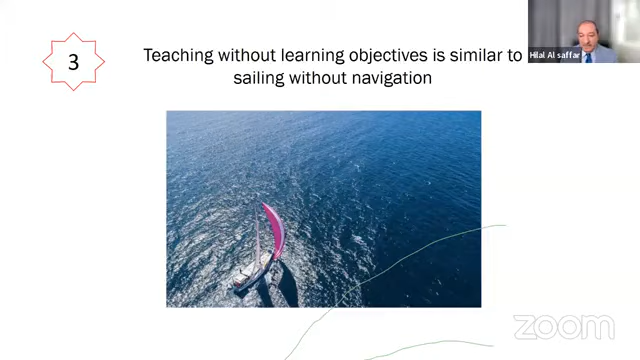 3
Teaching without learning objectives is similar to
sailing without navigation
Hilal Al saffar
zoom